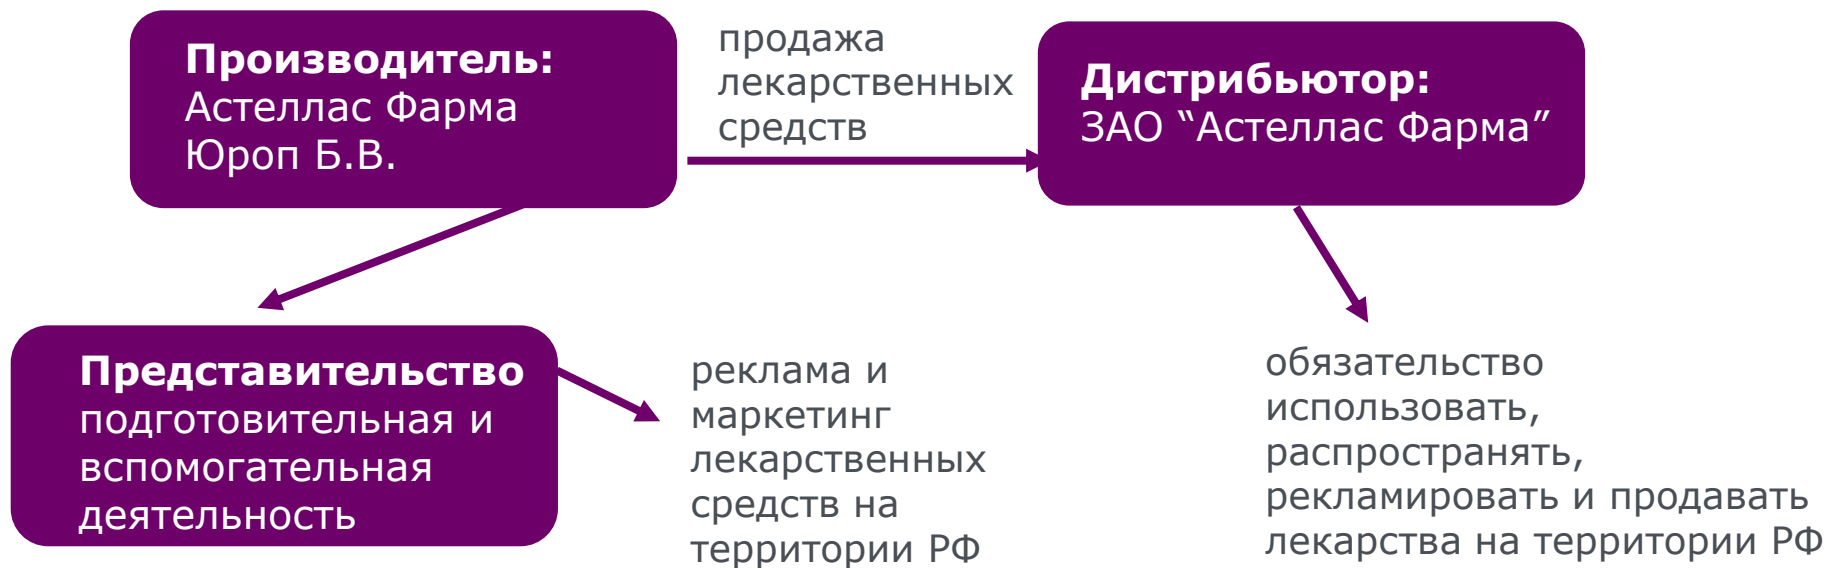 Производитель:
Астеллас Фарма
Юроп Б.В.
продажа
лекарственных
средств
Дистрибьютор:
ЗАО “Астеллас Фарма”
Представительство
подготовительная и
вспомогательная
деятельность
реклама и
маркетинг
лекарственных
средств на
территории РФ
обязательство
использовать,
распространять,
рекламировать и продавать
лекарства на территории РФ